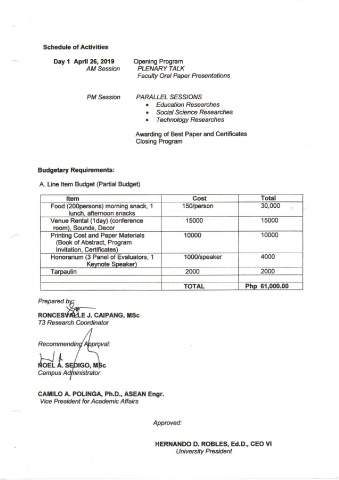 Schedule of Activities
Day 1 April 26, 2019 Opening Program
AM Session PLENARY TALK
Faculty Oral Paper Presentations
PM Session PARALLEL SESSIONS
• Education Researches
• Social Science Researches
• Technology Researches
Awarding of Best Paper and Certificates
Closing Program
Budgetary Requirements:
A. Line Item Budget (Partial Budget)
Item Cost Total
Food (200persons) morning snack, 1 150/person 30,000
lunch, afternoon snacks
Venue Rental (1day) (conference 15000 15000
room), Sounds, Decor
Printing Cost and Paper Materials 10000 10000
(Book of Abstract, Program
Invitation, Certificates)
Honorarium (3 Panel of Evaluators, 1 1000/speaker 4000
Keynote Speaker)
Tarpaulin 2000 2000
TOTAL Php 61,000.00
Prepared by:
RONCESVALLE J. CAIPANG, MSc
T3 Research Coordinator
Recommending Approval:
NOEL A. SEDIGO, MSc
Campus Administrator
CAMILO A. POLINGA, Ph.D., ASEAN Engr.
Vice President for Academic Affairs
Approved:
HERNANDO D. ROBLES, Ed.D., CEO VI
University President